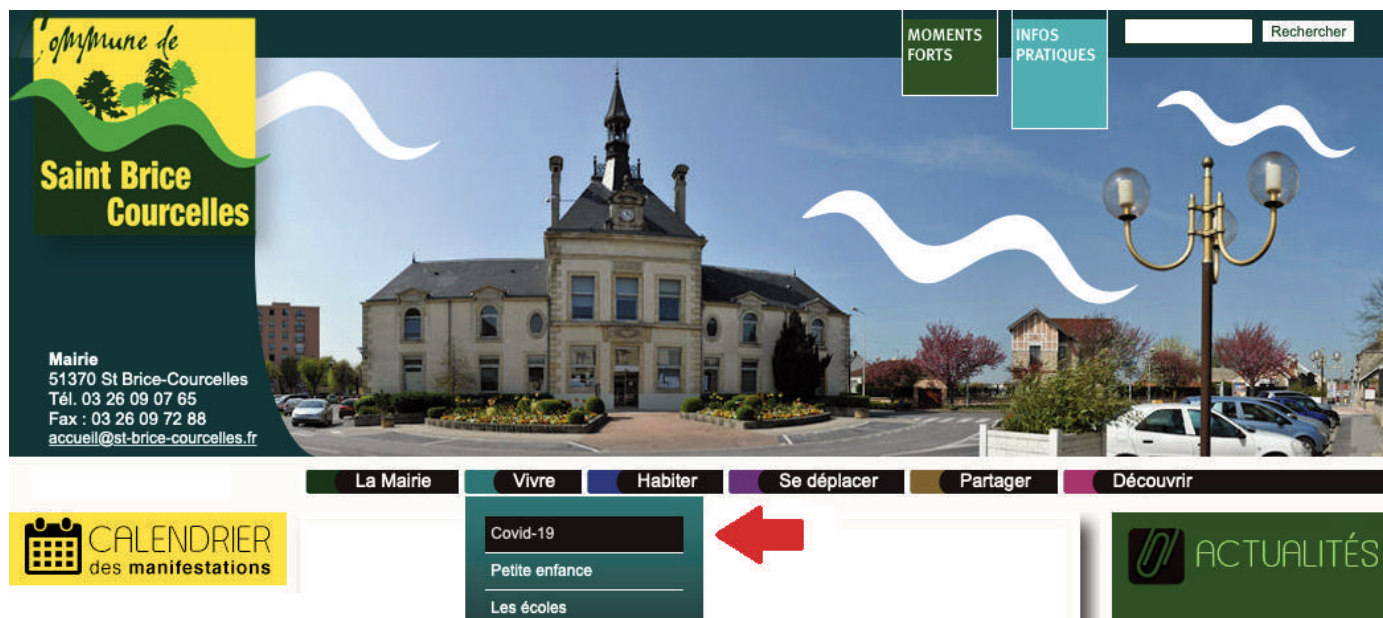 Commune de
Saint Brice
Courcelles
MOMENTS
FORTS
INFOS
PRATIQUES
Rechercher
Mairie
51370 St Brice-Courcelles
Tél. 03 26 09 07 65
Fax : 03 26 09 72 88
accueil@st-brice-courcelles.fr
La Mairie Vivre Habiter Se déplacer Partager Découvrir
CALENDRIER
des manifestations
Covid-19
Petite enfance
Les écoles
ACTUALITÉS